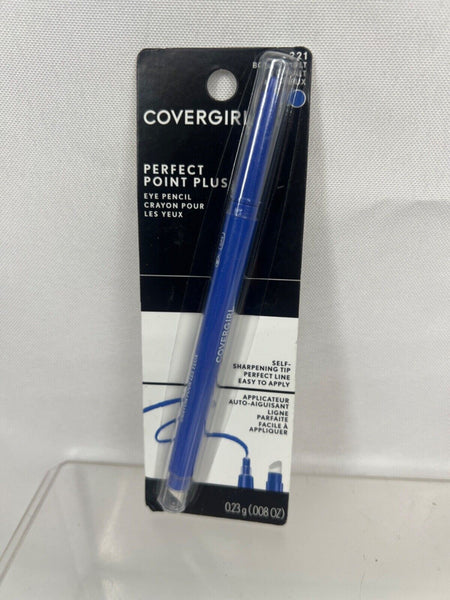 COVERGIRL
PERFECT
POINT PLUS
EYE PENCIL
CRAYON POUR
LES YEUX
COVERGIRL
SELF-
SHARPENING TIP
PERFECT LINE
EASY TO APPLY
APPLICATEUR
AUTO-AIGUISANT
LIGNE
PARFAITE
FACILE À
APPLIQUER
0.23 g (.008 OZ)